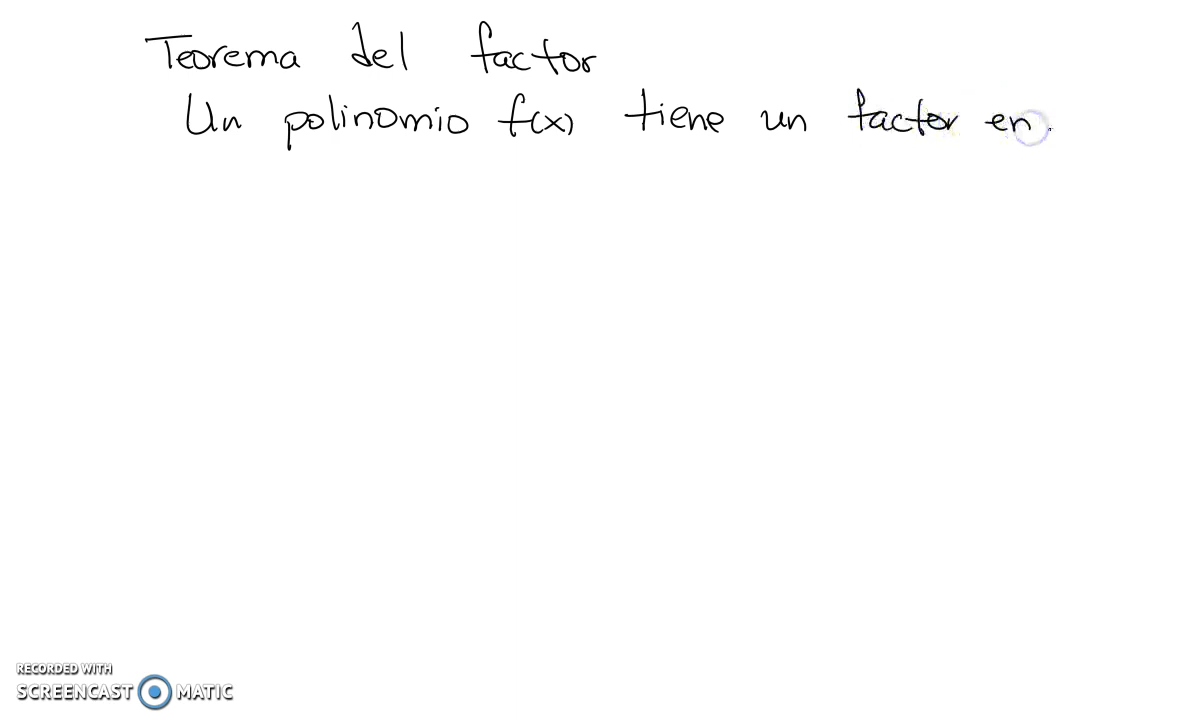 Teorema del factor
Un polinomio f(x) tiene un factor en
RECORDED WITH
SCREENCAST MATIC